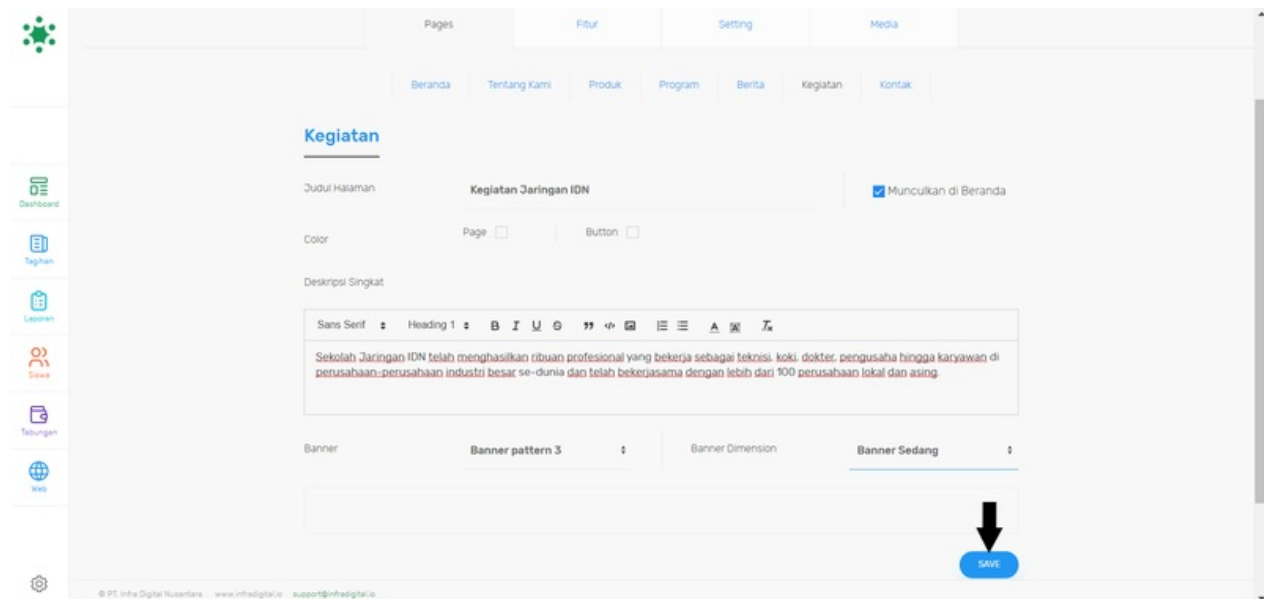 Pages Fitur Setting Media
Beranda Tentang Kami Produk Program Berita Kegiatan Kontak
Kegiatan
Judul Halaman Kegiatan Jaringan IDN Munculkan di Beranda
Color Page Button
Deskripsi Singkat
Sans Serif Heading 1
Sekolah Jaringan IDN telah menghasilkan ribuan profesional yang bekerja sebagai teknisi, koki, dokter, pengusaha hingga karyawan di
perusahaan-perusahaan industri besar se-dunia dan telah bekerjasama dengan lebih dari 100 perusahaan lokal dan asing.
Banner Banner pattern 3 Banner Dimension Banner Sedang
SAVE
Dashboard
Tagihan
Laporan
Siswa
Tabungan
Web
© PT. Infra Digital Nusantara www.infradigital.io support@infradigital.io